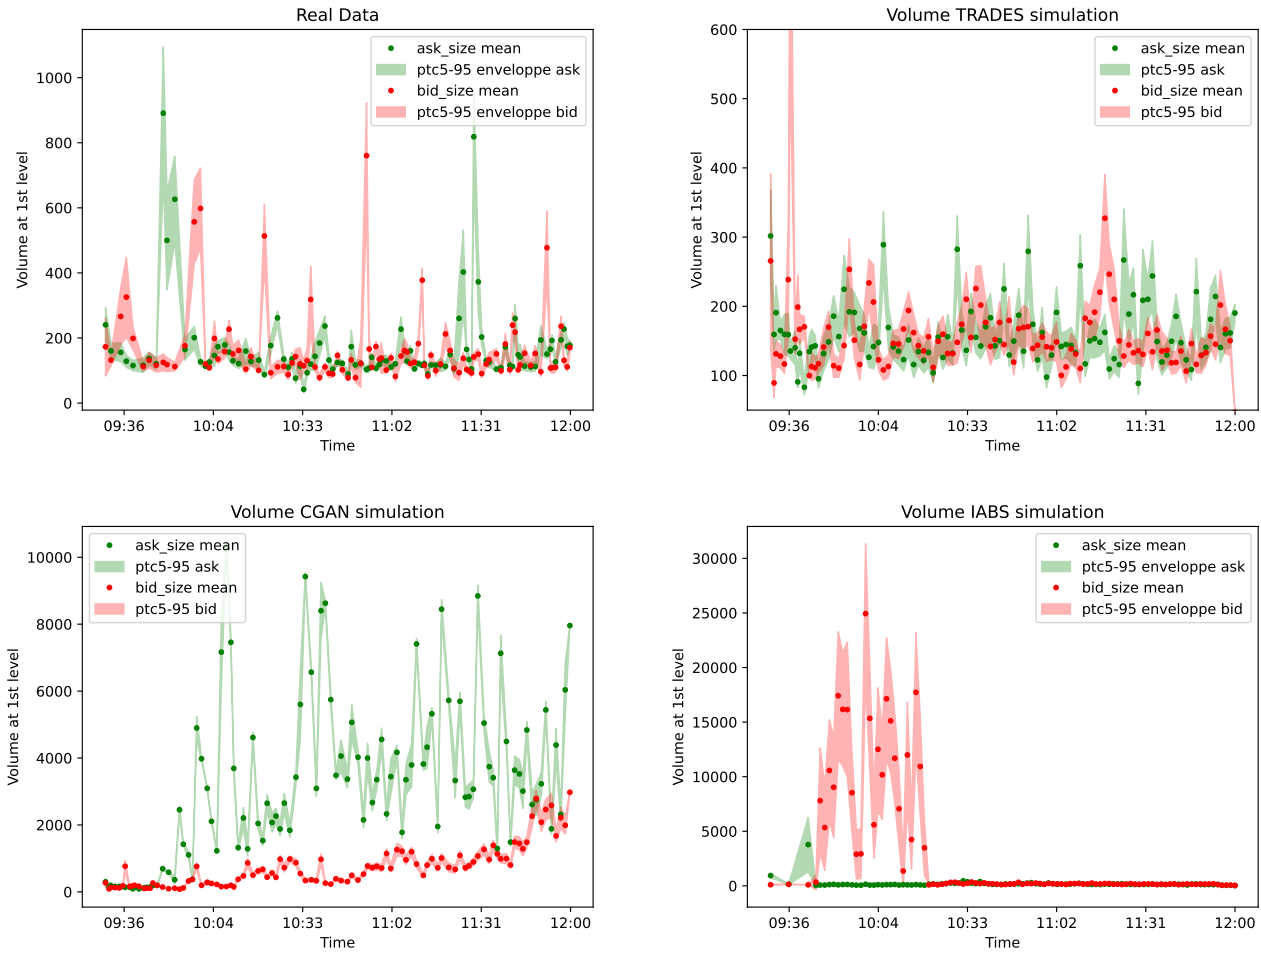 Real Data
ask_size mean
ptc5-95 enveloppe ask
bid_size mean
ptc5-95 enveloppe bid
Volume at 1st level
1000
800
600
400
200
0
09:36 10:04 10:33 11:02 11:31 12:00
Time
Volume TRADES simulation
ask_size mean
ptc5-95 ask
bid_size mean
ptc5-95 bid
Volume at 1st level
600
500
400
300
200
100
09:36 10:04 10:33 11:02 11:31 12:00
Time
Volume CGAN simulation
ask_size mean
ptc5-95 ask
bid_size mean
ptc5-95 bid
Volume at 1st level
10000
8000
6000
4000
2000
0
09:36 10:04 10:33 11:02 11:31 12:00
Time
Volume IABS simulation
ask_size mean
ptc5-95 enveloppe ask
bid_size mean
ptc5-95 enveloppe bid
Volume at 1st level
30000
25000
20000
15000
10000
5000
0
09:36 10:04 10:33 11:02 11:31 12:00
Time